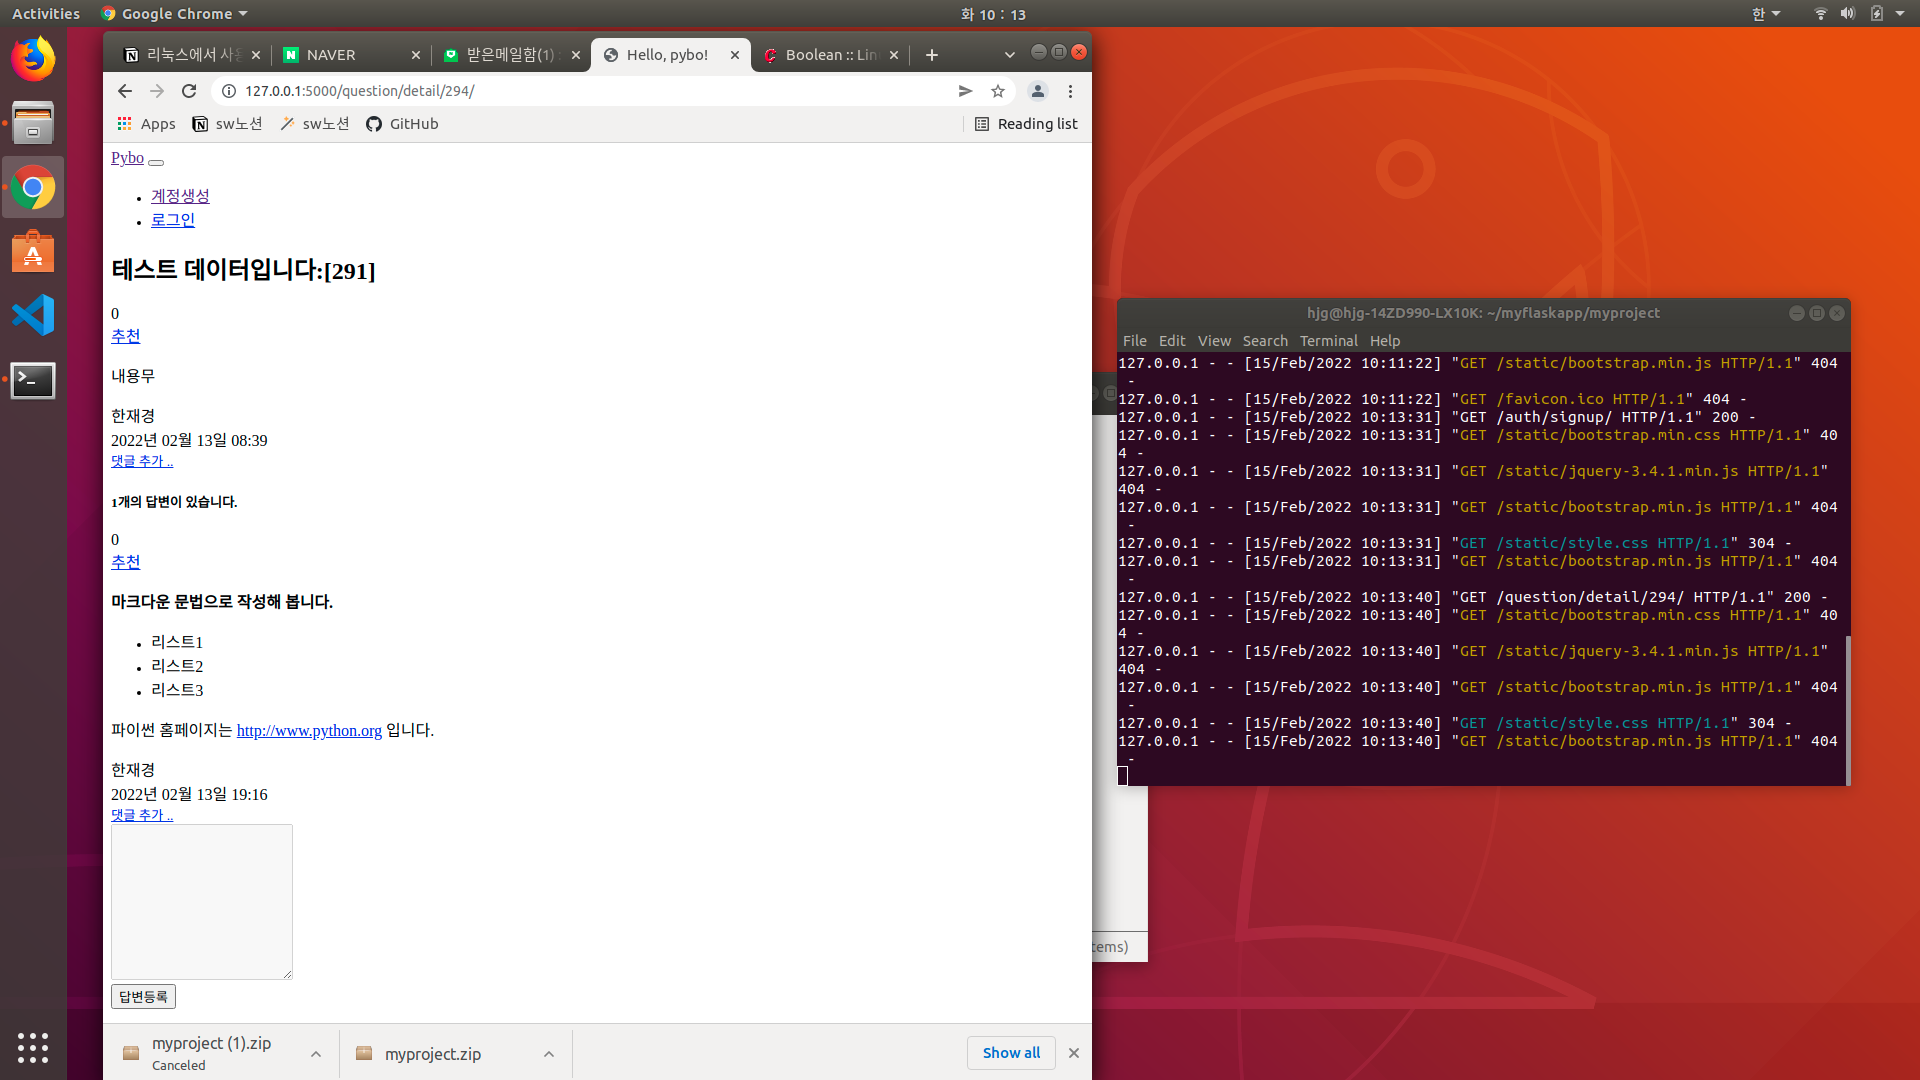 Activities
Google Chrome
화 10 : 13
한
리눅스에서 사용
NAVER
받은메일함(1)
Hello, pybo!
Boolean :: Lin
127.0.0.1:5000/question/detail/294/
Apps
sw노션
sw노션
GitHub
Reading list
Pybo
계정생성
로그인
테스트 데이터입니다:[291]
0
추천
내용무
한재경
2022년 02월 13일 08:39
댓글 추가 ..
1개의 답변이 있습니다.
0
추천
마크다운 문법으로 작성해 봅니다.
리스트1
리스트2
리스트3
파이썬 홈페이지는 http://www.python.org 입니다.
한재경
2022년 02월 13일 19:16
댓글 추가 ..
답변등록
myproject (1).zip
Canceled
myproject.zip
Show all
hjg@hjg-14ZD990-LX10K: ~/myflaskapp/myproject
File Edit View Search Terminal Help
127.0.0.1 - - [15/Feb/2022 10:11:22] "GET /static/bootstrap.min.js HTTP/1.1" 404
-
127.0.0.1 - - [15/Feb/2022 10:11:22] "GET /favicon.ico HTTP/1.1" 404 -
127.0.0.1 - - [15/Feb/2022 10:13:31] "GET /auth/signup/ HTTP/1.1" 200 -
127.0.0.1 - - [15/Feb/2022 10:13:31] "GET /static/bootstrap.min.css HTTP/1.1" 40
4 -
127.0.0.1 - - [15/Feb/2022 10:13:31] "GET /static/jquery-3.4.1.min.js HTTP/1.1"
404 -
127.0.0.1 - - [15/Feb/2022 10:13:31] "GET /static/bootstrap.min.js HTTP/1.1" 404
-
127.0.0.1 - - [15/Feb/2022 10:13:31] "GET /static/style.css HTTP/1.1" 304 -
127.0.0.1 - - [15/Feb/2022 10:13:31] "GET /static/bootstrap.min.js HTTP/1.1" 404
-
127.0.0.1 - - [15/Feb/2022 10:13:40] "GET /question/detail/294/ HTTP/1.1" 200 -
127.0.0.1 - - [15/Feb/2022 10:13:40] "GET /static/bootstrap.min.css HTTP/1.1" 40
4 -
127.0.0.1 - - [15/Feb/2022 10:13:40] "GET /static/jquery-3.4.1.min.js HTTP/1.1"
404 -
127.0.0.1 - - [15/Feb/2022 10:13:40] "GET /static/bootstrap.min.js HTTP/1.1" 404
-
127.0.0.1 - - [15/Feb/2022 10:13:40] "GET /static/style.css HTTP/1.1" 304 -
127.0.0.1 - - [15/Feb/2022 10:13:40] "GET /static/bootstrap.min.js HTTP/1.1" 404
-
tems)